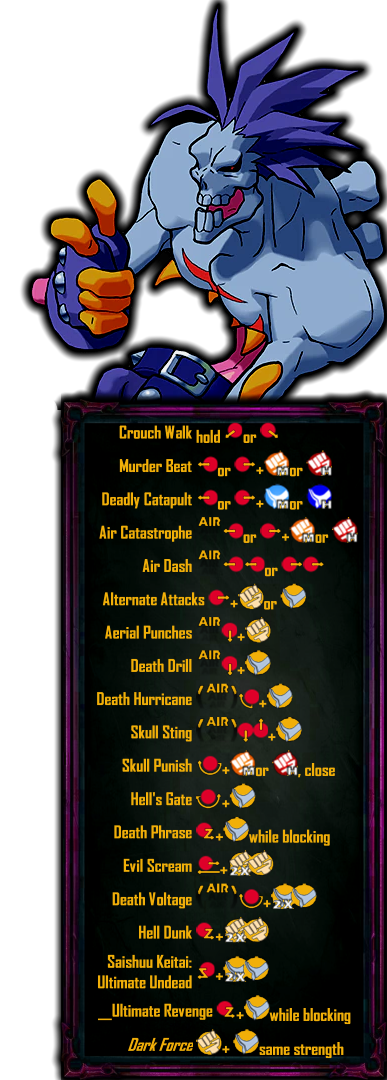 Crouch Walk hold or
Murder Beat or + M or H
Deadly Catapult or + M or H
Air Catastrophe AIR or + M or H
Air Dash AIR or
Alternate Attacks + or
Aerial Punches AIR +
Death Drill AIR +
Death Hurricane (AIR) +
Skull Sting (AIR) +
Skull Punish + M or H, close
Hell's Gate +
Death Phrase Z + while blocking
Evil Scream + 2X
Death Voltage (AIR) + 2X
Hell Dunk Z + 2X
Saishuu Keitai:
Ultimate Undead + 2X
__Ultimate Revenge Z + while blocking
Dark Force + same strength